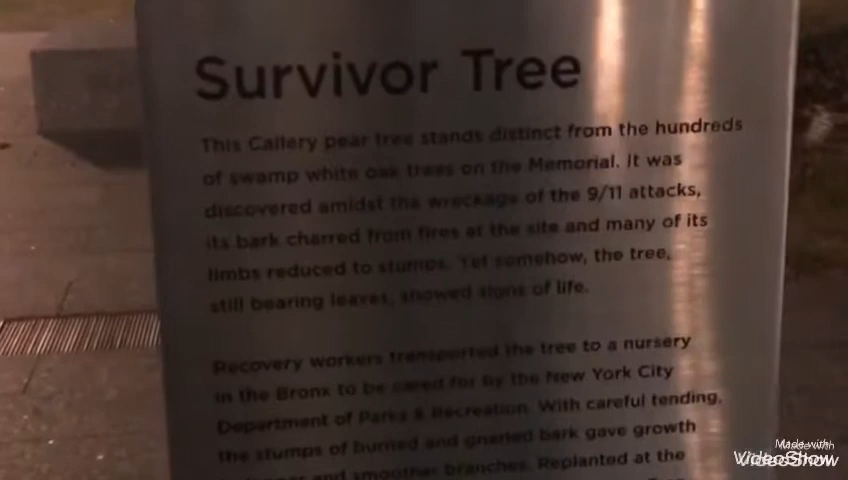 Survivor Tree
This Callery pear tree stands distinct from the hundreds
of swamp white oak trees on the Memorial. It was
discovered amidst the wreckage of the 9/11 attacks,
its bark charred from fires at the site and many of its
limbs reduced to stumps. Yet somehow, the tree,
still bearing leaves, showed signs of life.
Recovery workers transported the tree to a nursery
in the Bronx to be cared for by the New York City
Department of Parks & Recreation. With careful tending,
the stumps of burned and gnarled bark gave growth
and smoother branches. Replanted at the
Made with
VideoShow